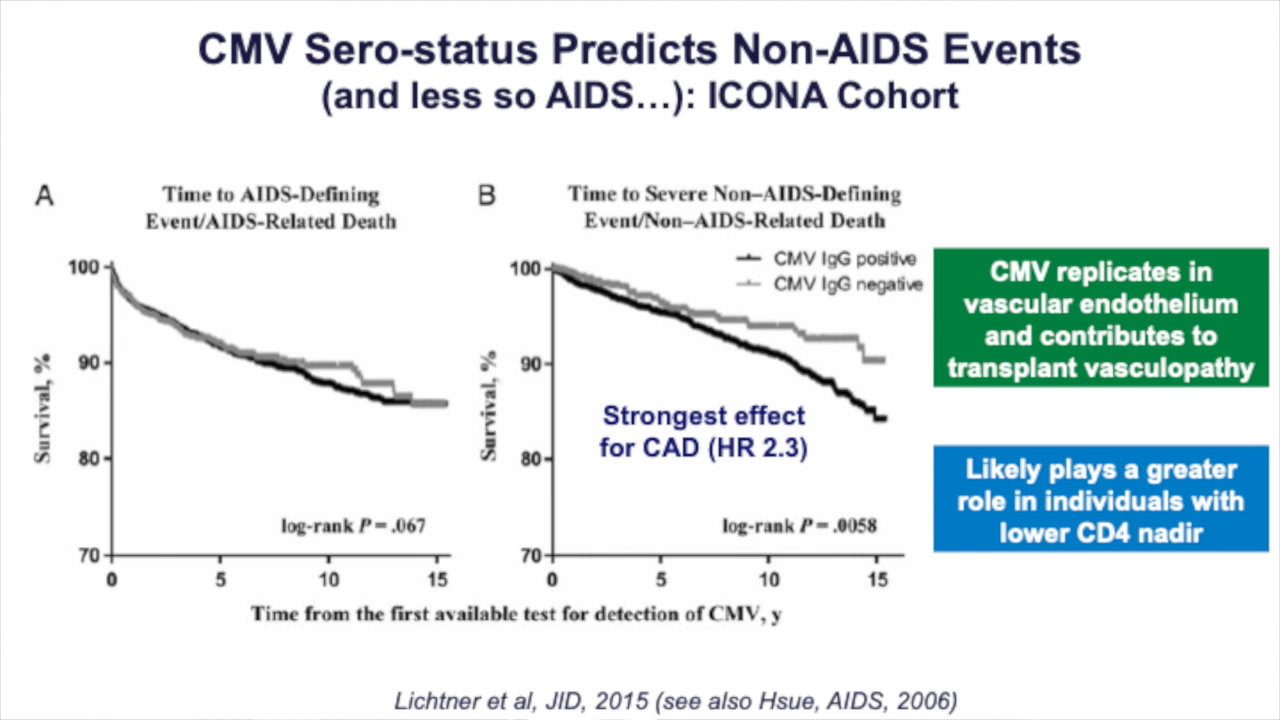 CMV Sero-status Predicts Non-AIDS Events
(and less so AIDS…): ICONA Cohort
A
Time to AIDS-Defining
Event/AIDS-Related Death
100
90
80
70
Survival, %
log-rank P = .067
0 5 10 15
B
Time to Severe Non–AIDS-Defining
Event/Non–AIDS-Related Death
CMV IgG positive
CMV IgG negative
100
90
80
70
Survival, %
Strongest effect
for CAD (HR 2.3)
log-rank P = .0058
0 5 10 15
Time from the first available test for detection of CMV, y
CMV replicates in
vascular endothelium
and contributes to
transplant vasculopathy
Likely plays a greater
role in individuals with
lower CD4 nadir
Lichtner et al, JID, 2015 (see also Hsue, AIDS, 2006)